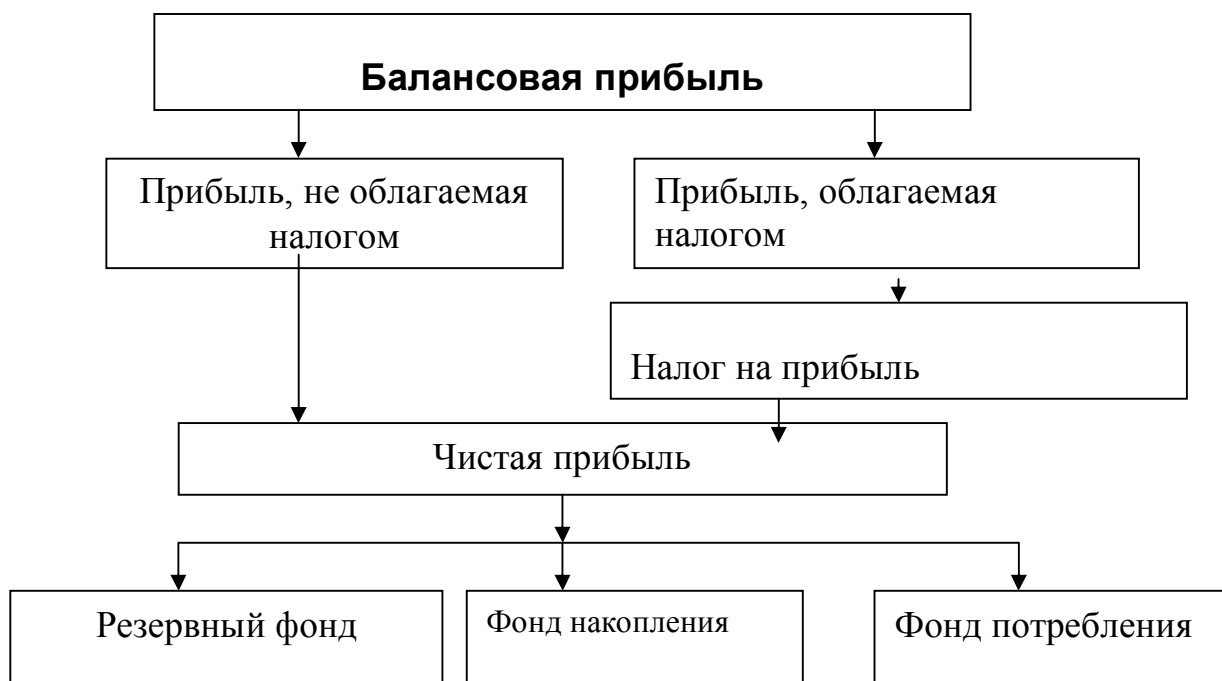 Балансовая прибыль
Прибыль, не облагаемая
налогом
Прибыль, облагаемая
налогом
Налог на прибыль
Чистая прибыль
Резервный фонд
Фонд накопления
Фонд потребления